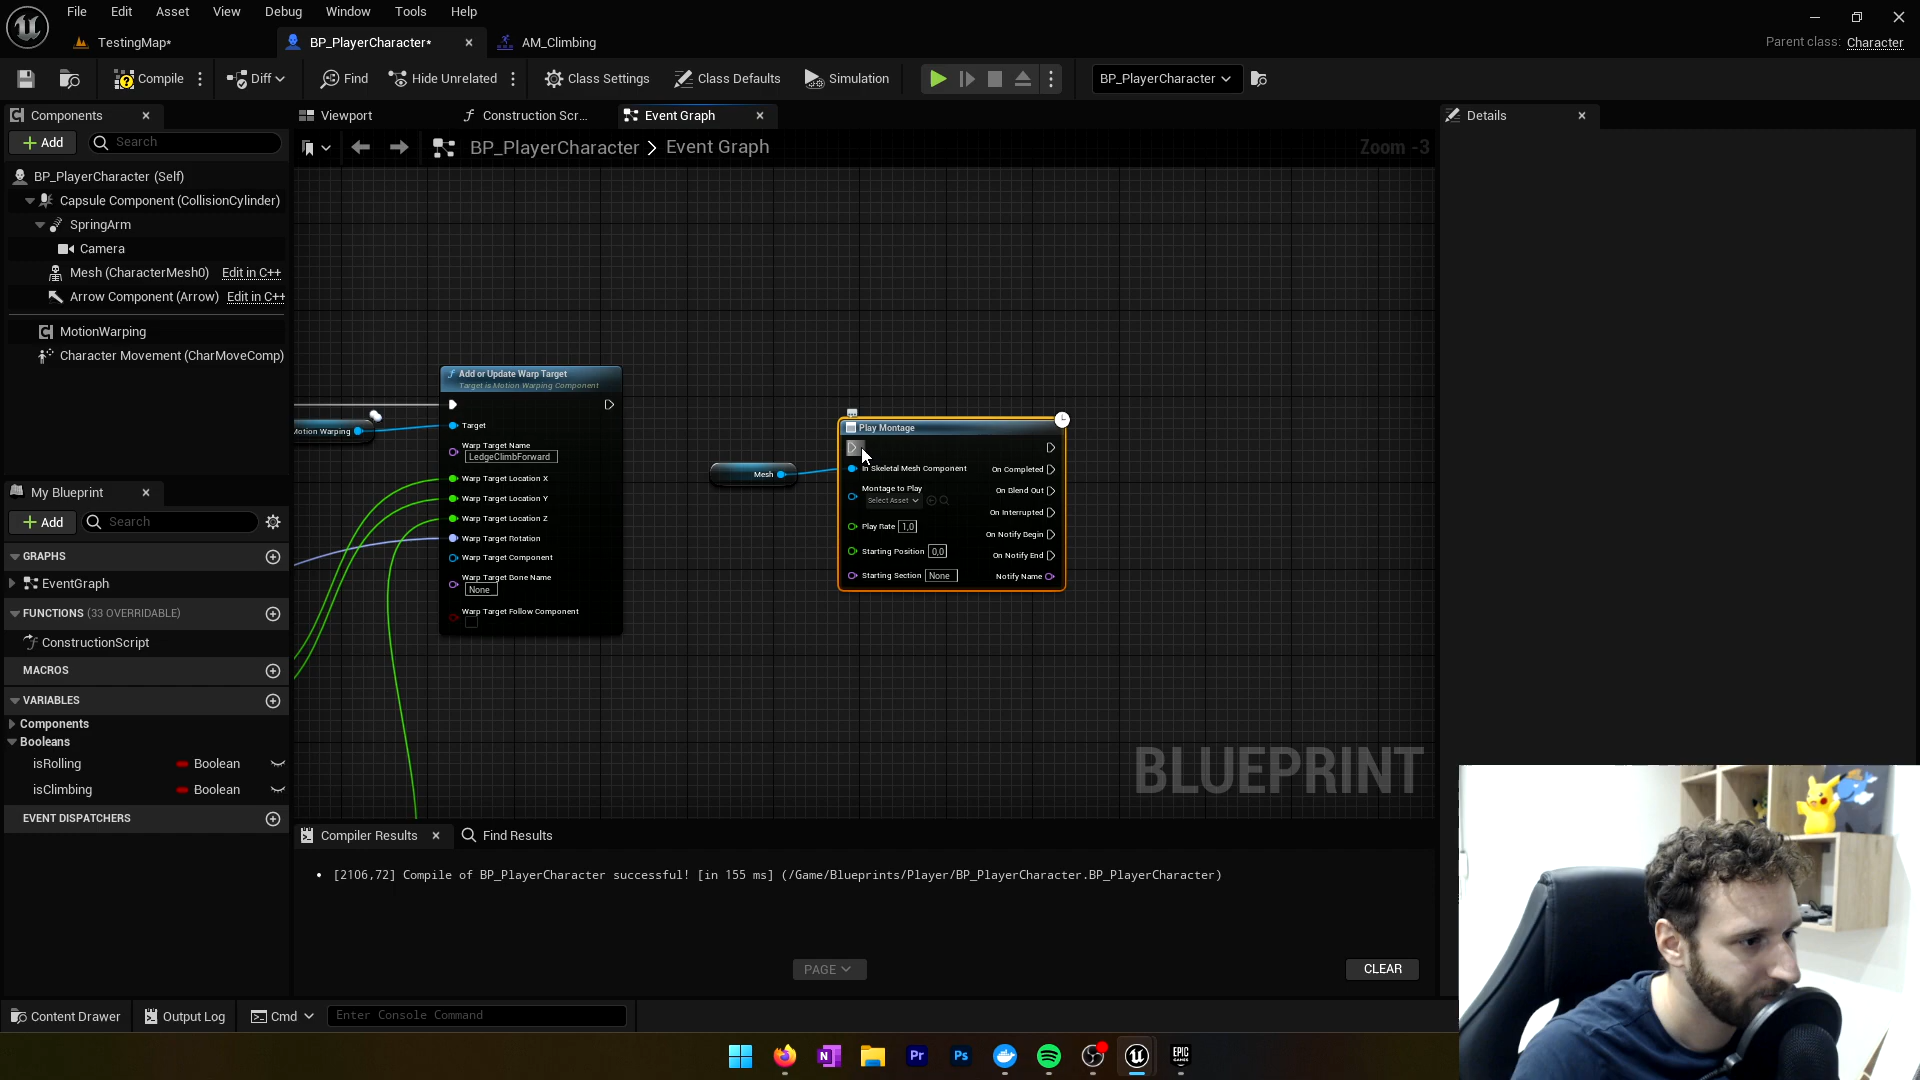 File Edit Asset View Debug Window Tools Help
TestingMap* BP_PlayerCharacter* AM_Climbing
Parent class: Character
Compile Diff Find Hide Unrelated Class Settings Class Defaults Simulation BP_PlayerCharacter
Components
Add Search
BP_PlayerCharacter (Self)
Capsule Component (CollisionCylinder)
SpringArm
Camera
Mesh (CharacterMesh0) Edit in C++
Arrow Component (Arrow) Edit in C++
MotionWarping
Character Movement (CharMoveComp)
My Blueprint
Add Search
GRAPHS
EventGraph
FUNCTIONS (33 OVERRIDABLE)
ConstructionScript
MACROS
VARIABLES
Components
Booleans
isRolling Boolean
isClimbing Boolean
EVENT DISPATCHERS
Viewport Construction Scr... Event Graph
BP_PlayerCharacter > Event Graph
Zoom -3
Motion Warping
Add or Update Warp Target
Target is Motion Warping Component
Target
Warp Target Name
LedgeClimbForward
Warp Target Location X
Warp Target Location Y
Warp Target Location Z
Warp Target Rotation
Warp Target Component
Warp Target Bone Name
None
Warp Target Follow Component
Mesh
Play Montage
In Skeletal Mesh Component
Montage to Play
Select Asset
Play Rate 1,0
Starting Position 0,0
Starting Section None
On Completed
On Blend Out
On Interrupted
On Notify Begin
On Notify End
Notify Name
BLUEPRINT
Details
Compiler Results Find Results
[2106,72] Compile of BP_PlayerCharacter successful! [in 155 ms] (/Game/Blueprints/Player/BP_PlayerCharacter.BP_PlayerCharacter)
PAGE
CLEAR
Content Drawer Output Log Cmd Enter Console Command
N Pr Ps EPIC GAMES